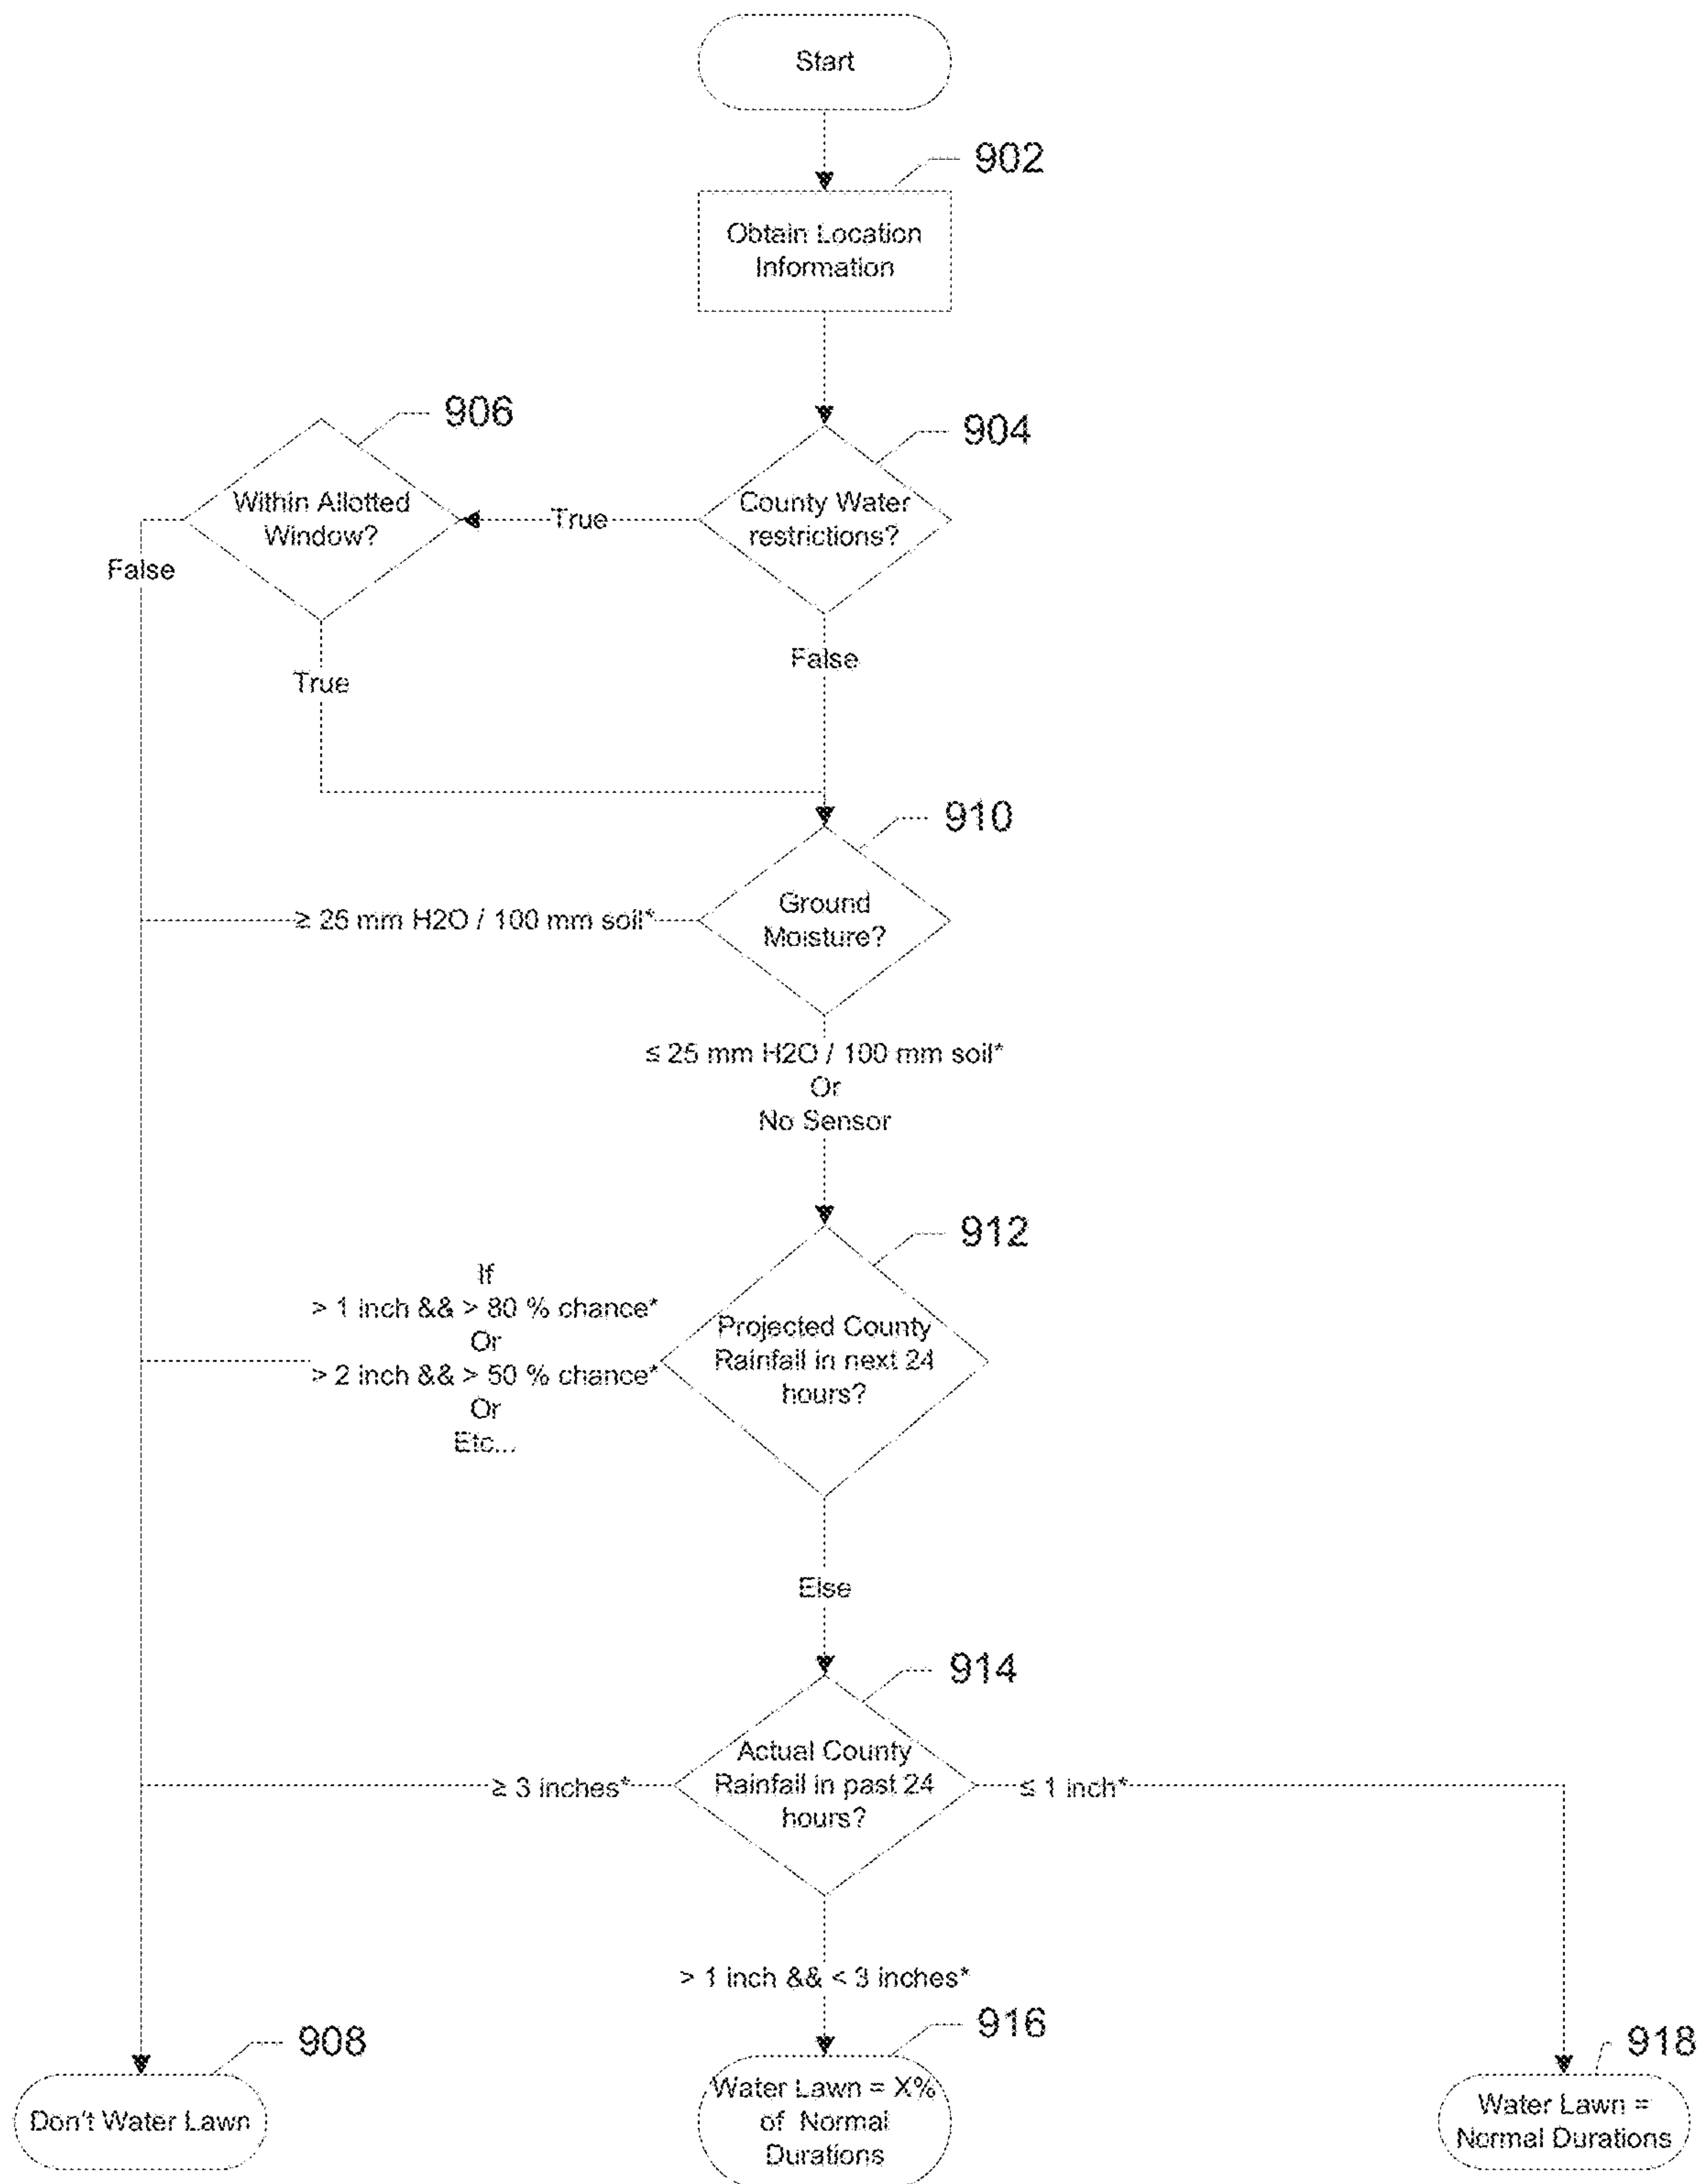 Start
902
Obtain Location
Information
906
904
Within Allotted
Window?
True
County Water
restrictions?
False
True
False
910
Ground
Moisture?
≥ 25 mm H2O / 100 mm soil*
≤ 25 mm H2O / 100 mm soil*
Or
No Sensor
912
If
> 1 inch && > 80 % chance*
Or
> 2 inch && > 50 % chance*
Or
Etc...
Projected County
Rainfall in next 24
hours?
Else
914
Actual County
Rainfall in past 24
hours?
≥ 3 inches*
≤ 1 inch*
> 1 inch && < 3 inches*
908
916
918
Don't Water Lawn
Water Lawn = X%
of Normal
Durations
Water Lawn =
Normal Durations